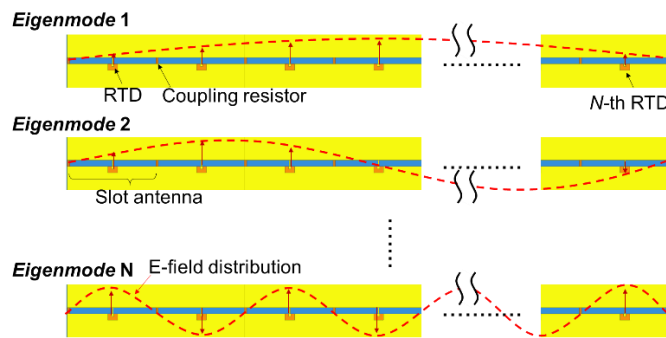 Eigenmode 1
RTD
Coupling resistor
N-th RTD
Eigenmode 2
Slot antenna
Eigenmode N
E-field distribution